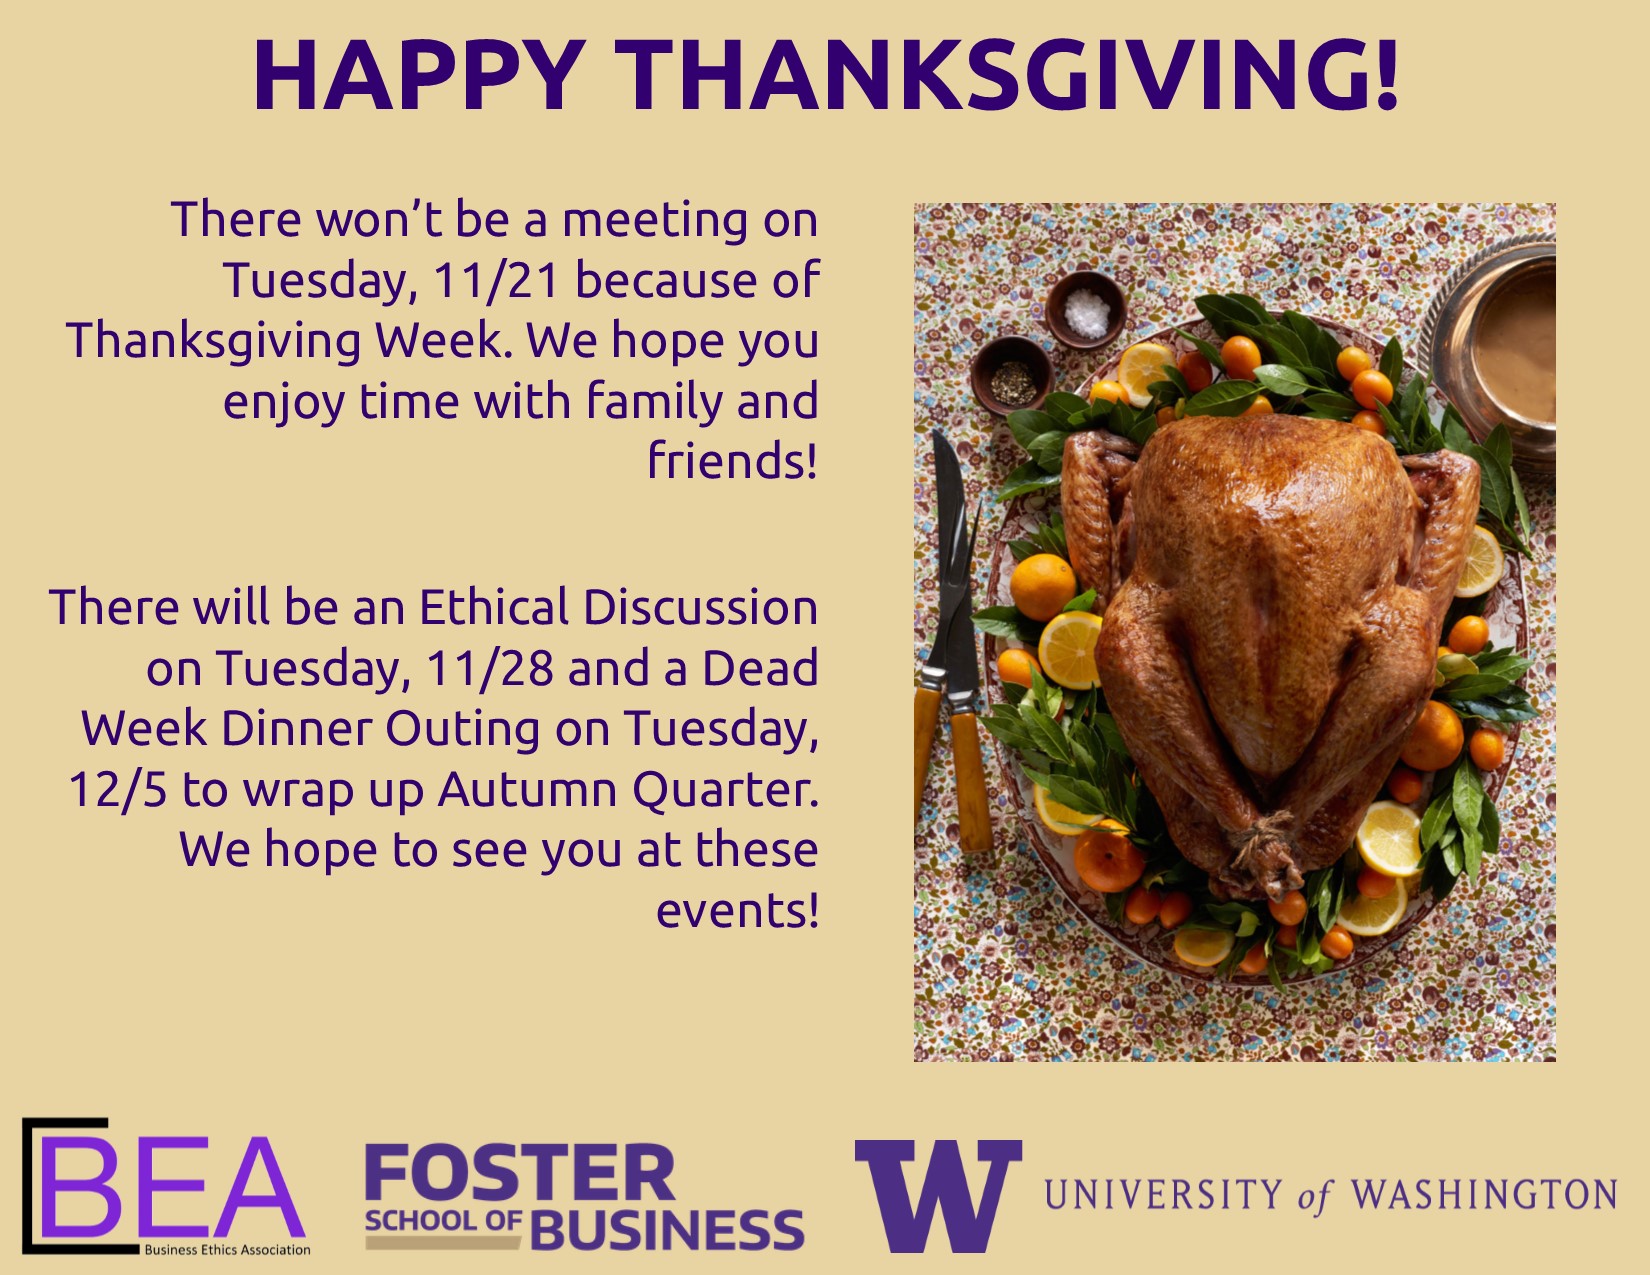 HAPPY THANKSGIVING!
There won’t be a meeting on
Tuesday, 11/21 because of
Thanksgiving Week. We hope you
enjoy time with family and
friends!
There will be an Ethical Discussion
on Tuesday, 11/28 and a Dead
Week Dinner Outing on Tuesday,
12/5 to wrap up Autumn Quarter.
We hope to see you at these
events!
BEA
Business Ethics Association
FOSTER
SCHOOL OF BUSINESS
W UNIVERSITY of WASHINGTON